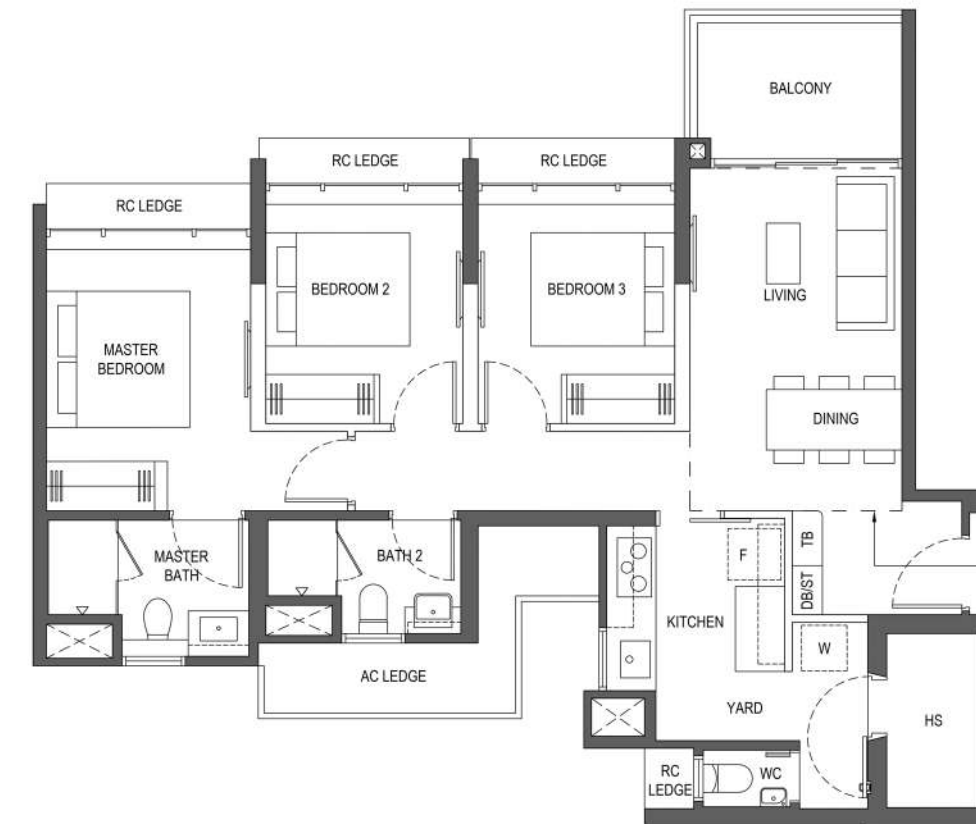 BALCONY
RC LEDGE
RC LEDGE
RC LEDGE
BEDROOM 2
BEDROOM 3
LIVING
MASTER
BEDROOM
DINING
MASTER
BATH
BATH 2
F
TB
DB/ST
KITCHEN
W
AC LEDGE
YARD
HS
RC
LEDGE
WC